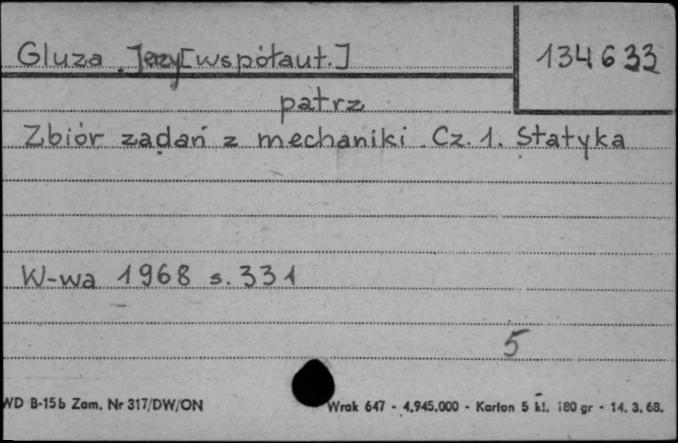 Gluza Jerzy [współaut.] 134633
patrz
Zbiór zadań z mechaniki. Cz. 1. Statyka
W-wa 1968 s. 331
5
WD B-15b Zam. Nr 317/DW/ON Wrak 647 - 4.945.000 - Karton 5 kl. 180 gr - 14. 3. 68.